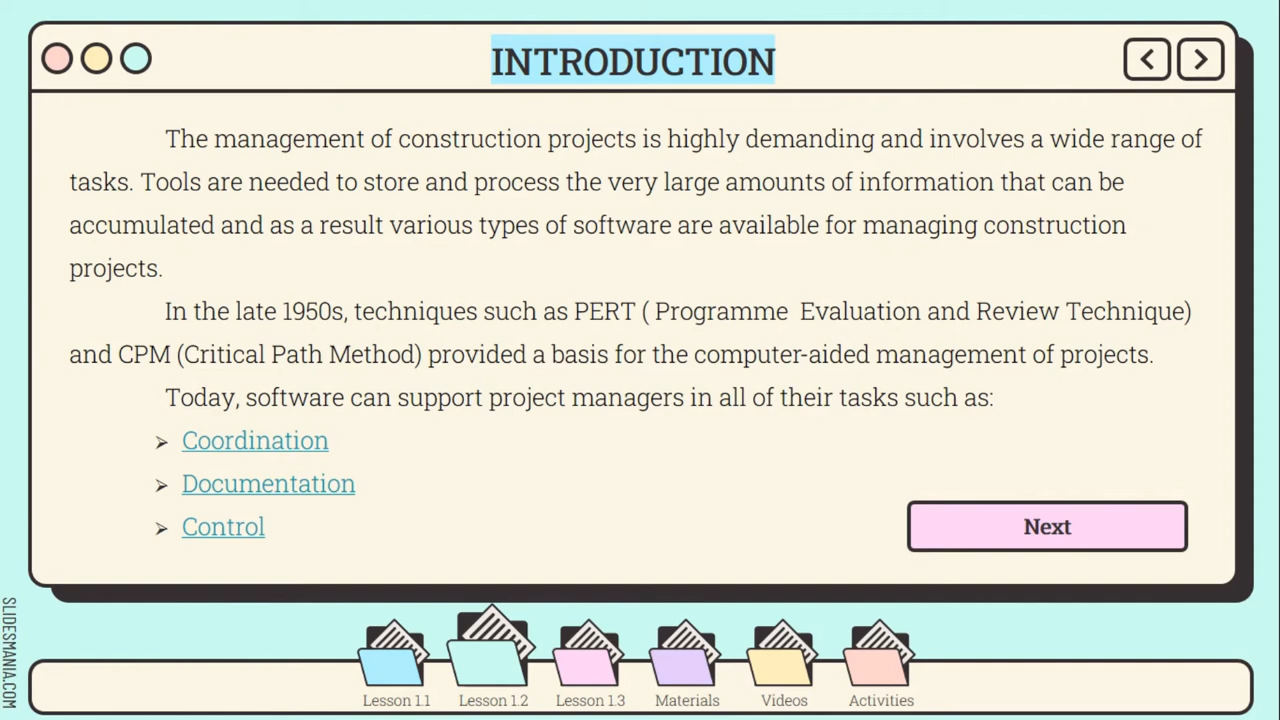 INTRODUCTION
The management of construction projects is highly demanding and involves a wide range of
tasks. Tools are needed to store and process the very large amounts of information that can be
accumulated and as a result various types of software are available for managing construction
projects.
In the late 1950s, techniques such as PERT ( Programme  Evaluation and Review Technique)
and CPM (Critical Path Method) provided a basis for the computer-aided management of projects.
Today, software can support project managers in all of their tasks such as:
➢ Coordination
➢ Documentation
➢ Control
Next
SLIDESMANIA.COM
Lesson 1.1
Lesson 1.2
Lesson 1.3
Materials
Videos
Activities